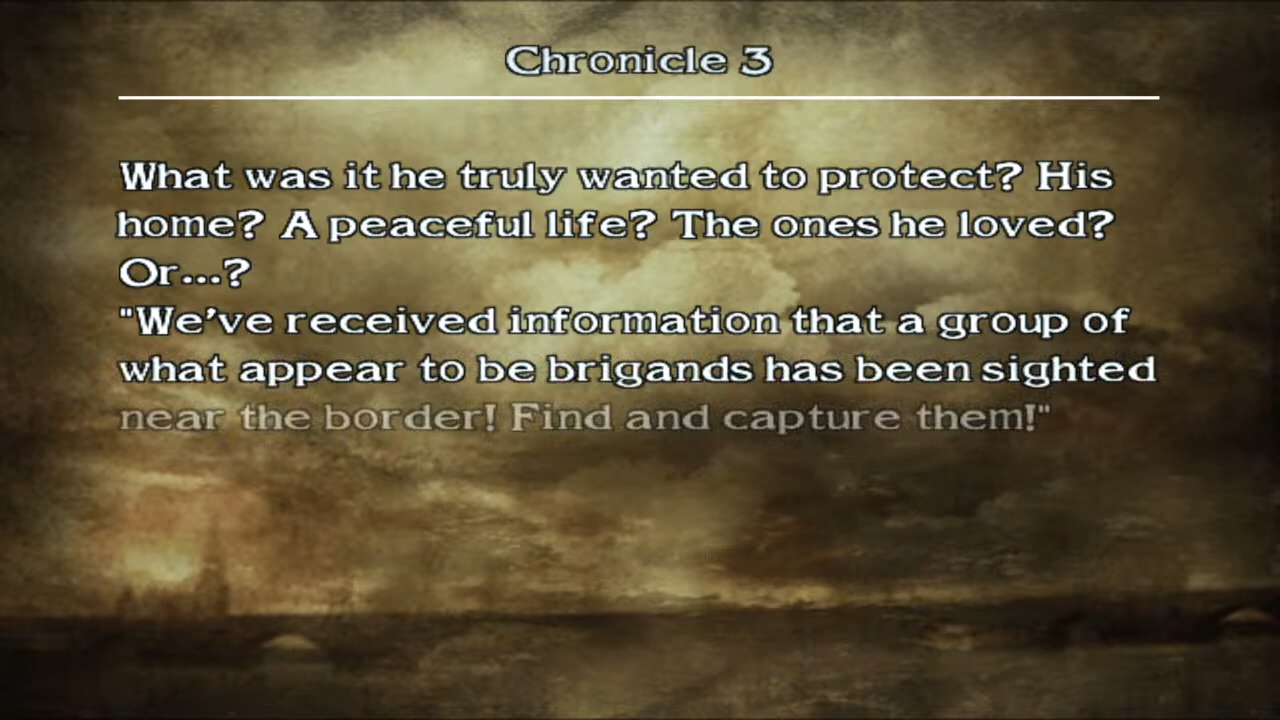 Chronicle 3
What was it he truly wanted to protect? His
home? A peaceful life? The ones he loved?
Or...?
"We've received information that a group of
what appear to be brigands has been sighted
near the border! Find and capture them!"